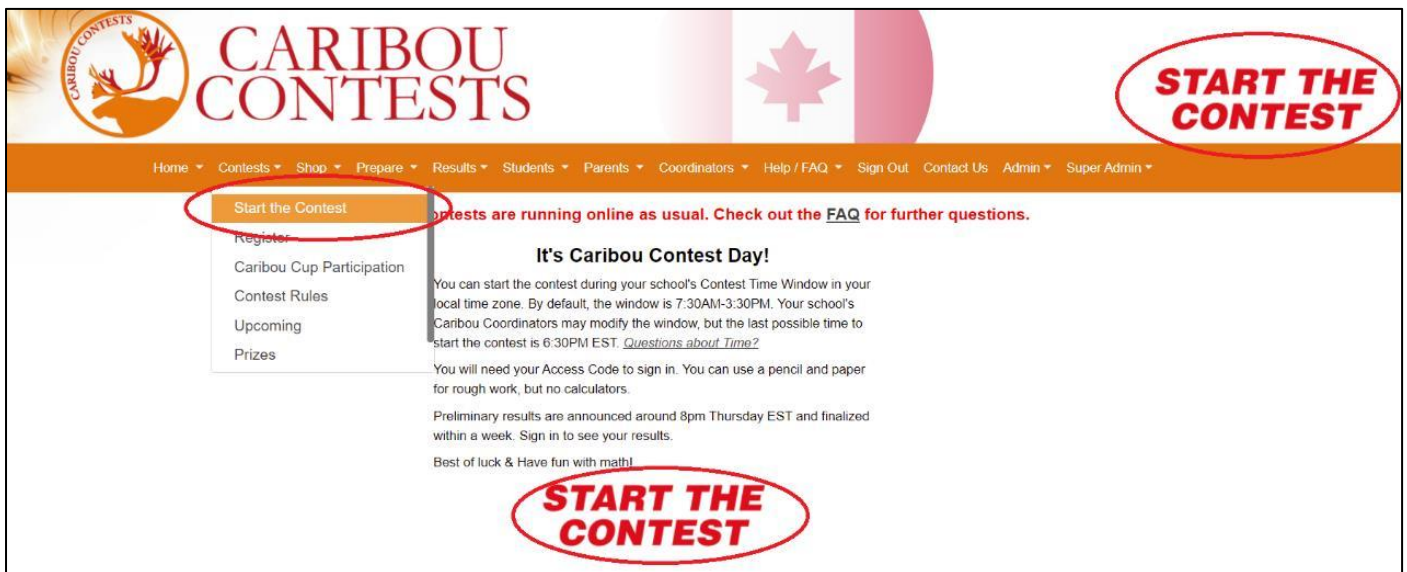 CARIBOU CONTESTS
CARIBOU
CONTESTS
START THE
CONTEST
Home Contests Shop Prepare Results Students Parents Coordinators Help / FAQ Sign Out Contact Us Admin Super Admin
Start the Contest
Register
Caribou Cup Participation
Contest Rules
Upcoming
Prizes
ontests are running online as usual. Check out the FAQ for further questions.
It's Caribou Contest Day!
You can start the contest during your school's Contest Time Window in your
local time zone. By default, the window is 7:30AM-3:30PM. Your school's
Caribou Coordinators may modify the window, but the last possible time to
start the contest is 6:30PM EST. Questions about Time?
You will need your Access Code to sign in. You can use a pencil and paper
for rough work, but no calculators.
Preliminary results are announced around 8pm Thursday EST and finalized
within a week. Sign in to see your results.
Best of luck & Have fun with math!
START THE
CONTEST